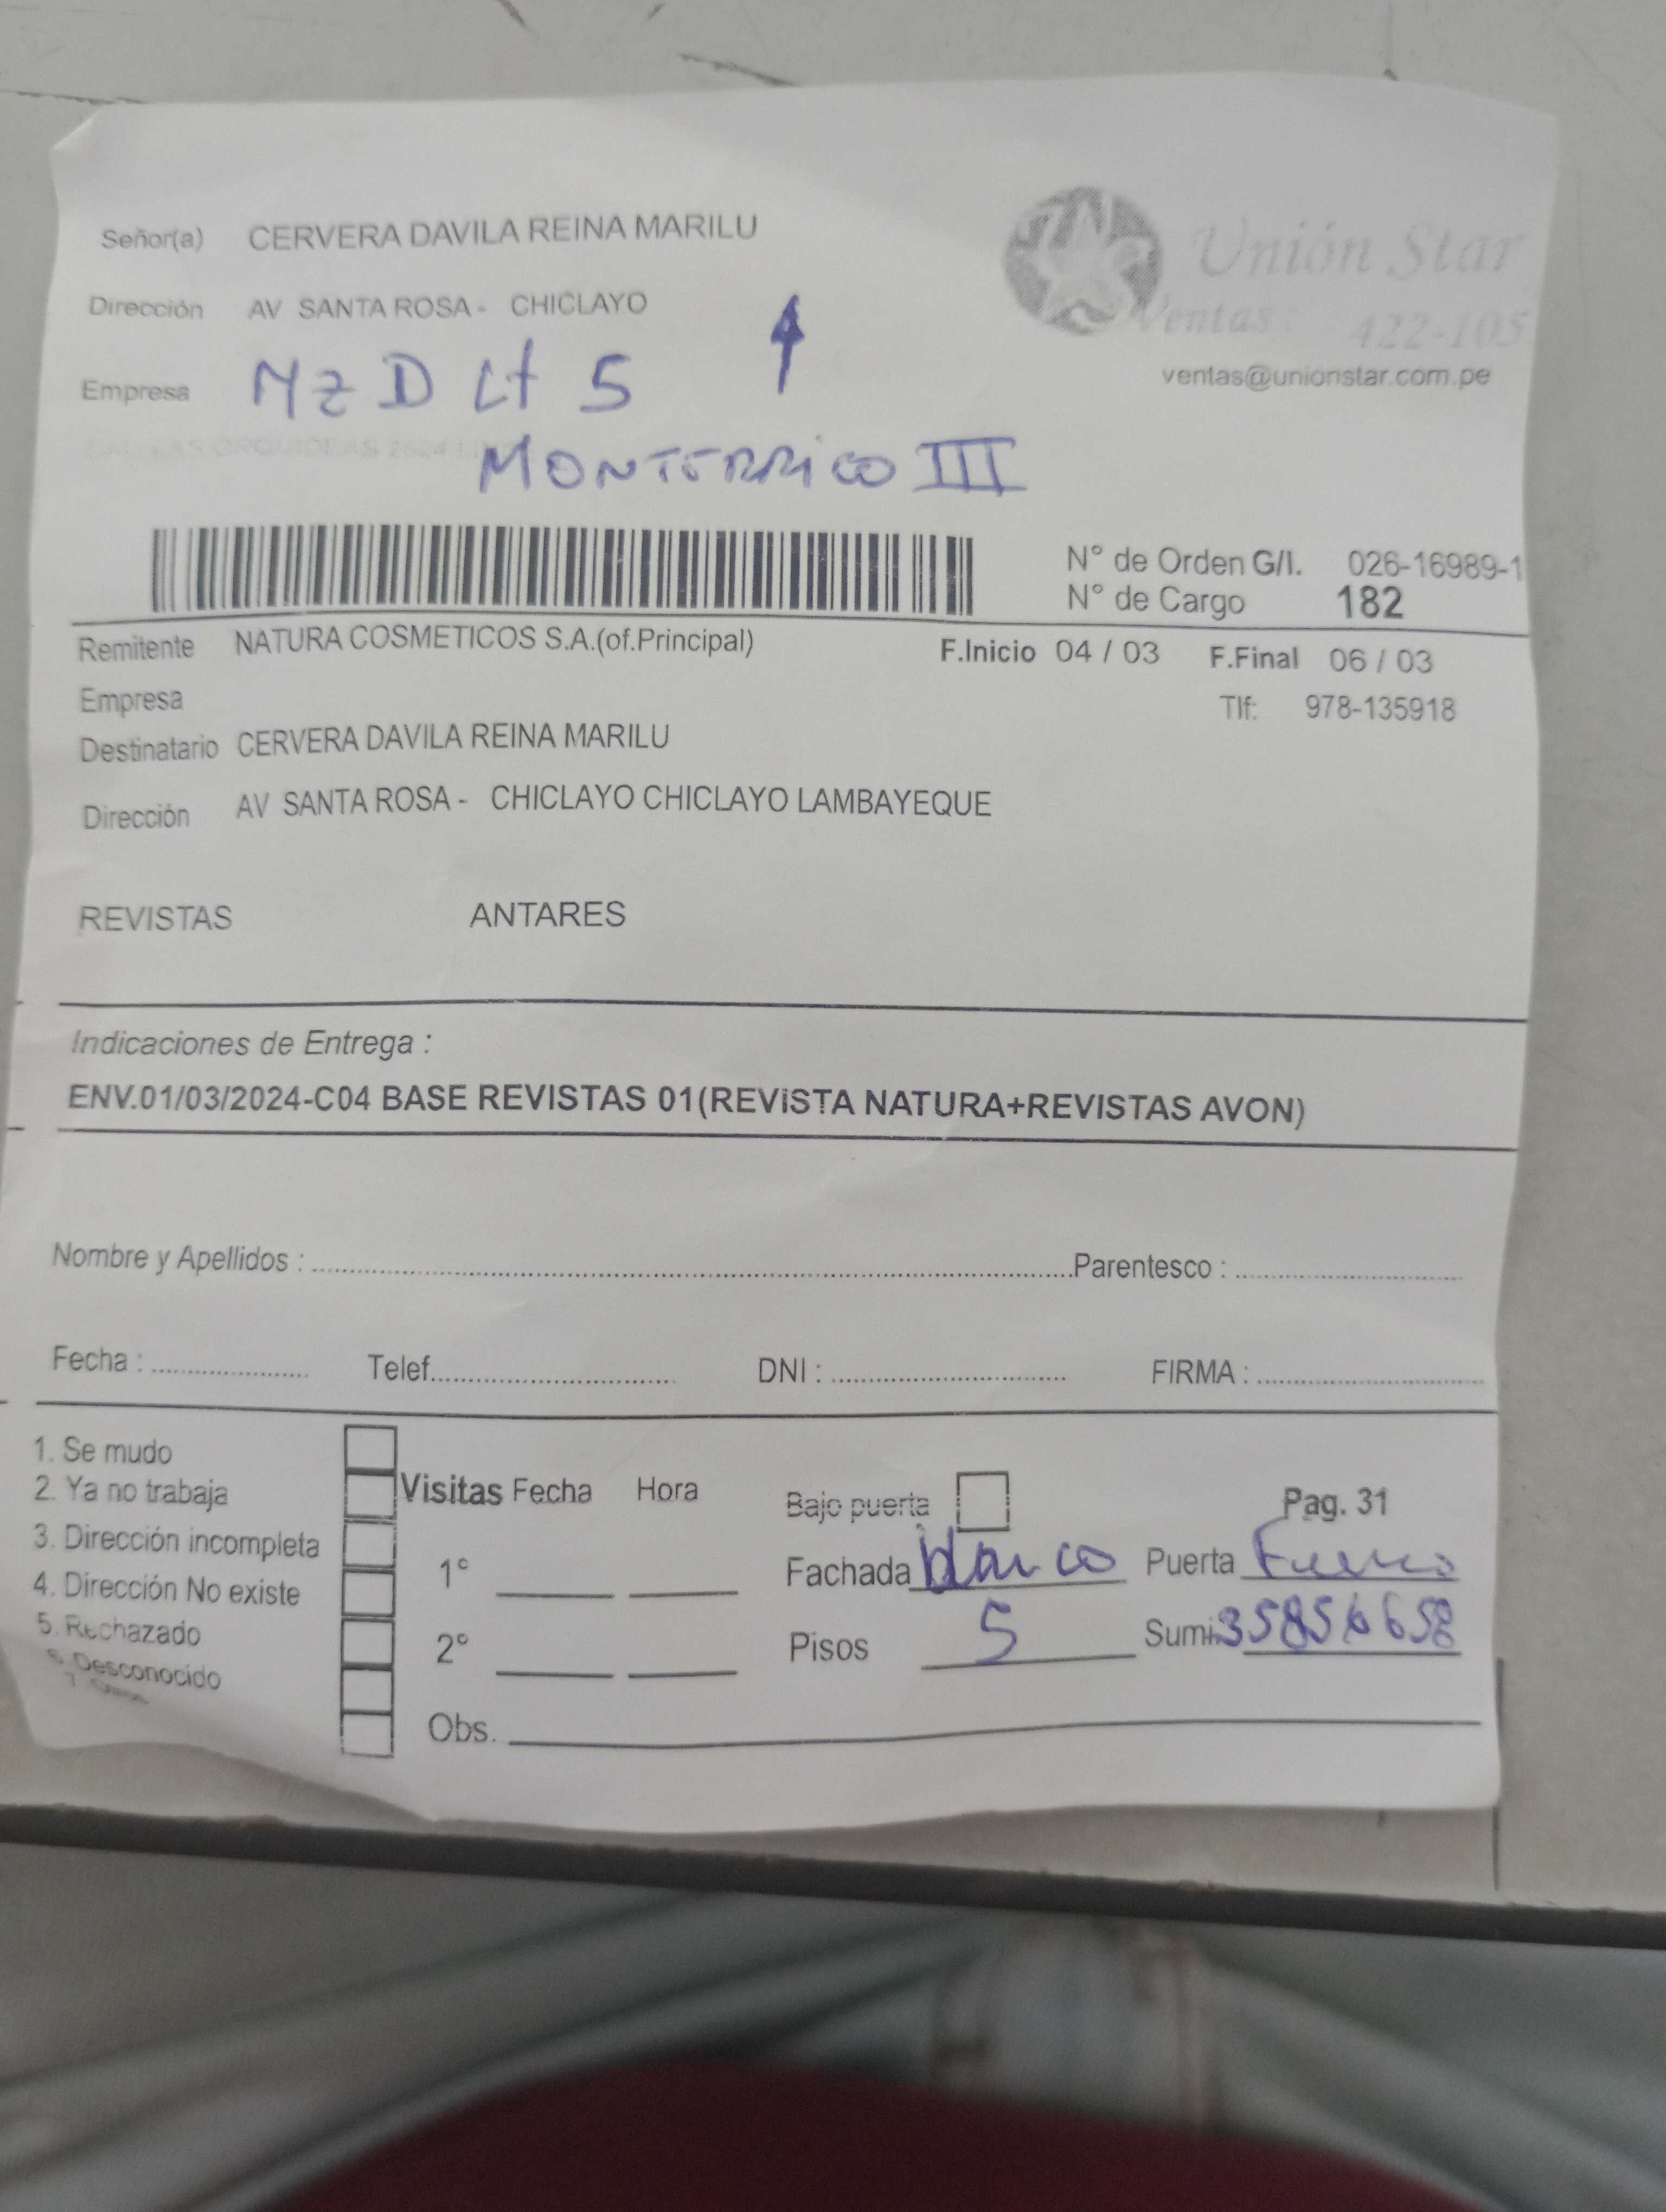 Señor(a) CERVERA DAVILA REINA MARILU
Unión Star
Dirección AV SANTA ROSA - CHICLAYO
Ventas: 422-105
ventas@unionstar.com.pe
Empresa MZ D Lt 5
MONTERRICO III
N° de Orden G/I. 026-16989-1
N° de Cargo 182
Remitente NATURA COSMETICOS S.A.(of.Principal) F.Inicio 04 / 03 F.Final 06 / 03
Empresa Tlf: 978-135918
Destinatario CERVERA DAVILA REINA MARILU
Dirección AV SANTA ROSA - CHICLAYO CHICLAYO LAMBAYEQUE
REVISTAS ANTARES
Indicaciones de Entrega :
ENV.01/03/2024-C04 BASE REVISTAS 01(REVISTA NATURA+REVISTAS AVON)
Nombre y Apellidos : Parentesco :
Fecha : Telef. DNI : FIRMA :
1. Se mudo
2. Ya no trabaja
3. Dirección incompleta
4. Dirección No existe
5. Rechazado
6. Desconocido
Visitas Fecha Hora
1°
2°
Obs.
Bajo puerta Pag. 31
Fachada blanco Puerta Fierro
Pisos 5 Sumi 35856658